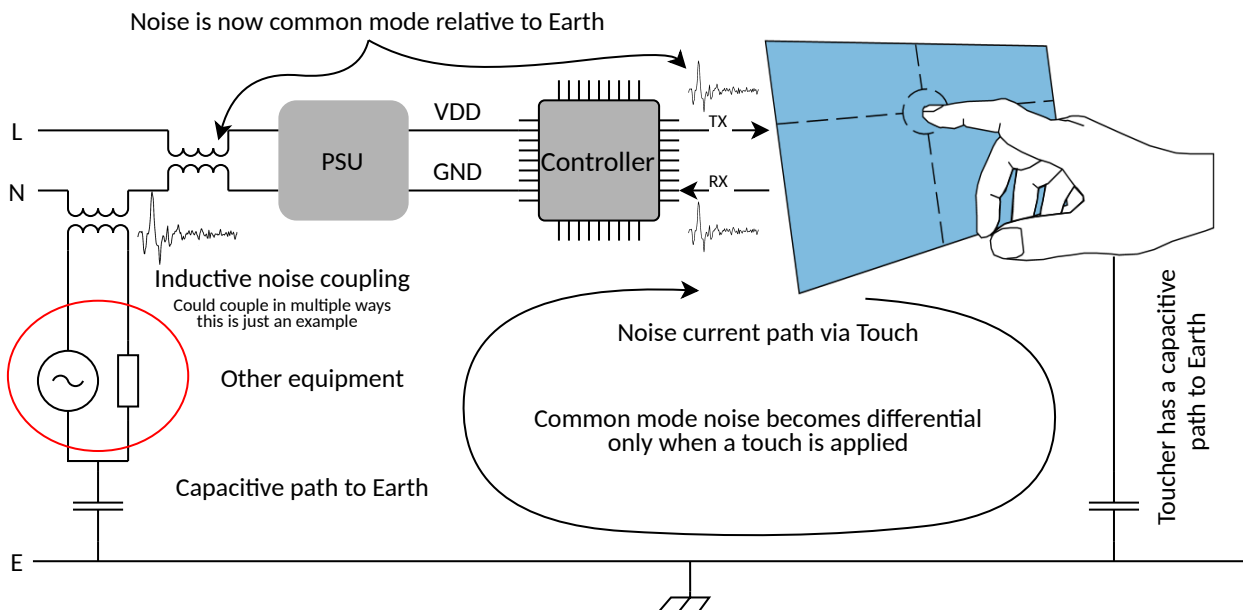 Noise is now common mode relative to Earth
L
PSU
VDD
Controller
TX
N
GND
RX
Inductive noise coupling
Could couple in multiple ways
this is just an example
Other equipment
Capacitive path to Earth
Noise current path via Touch
Common mode noise becomes differential
only when a touch is applied
Toucher has a capacitive
path to Earth
E